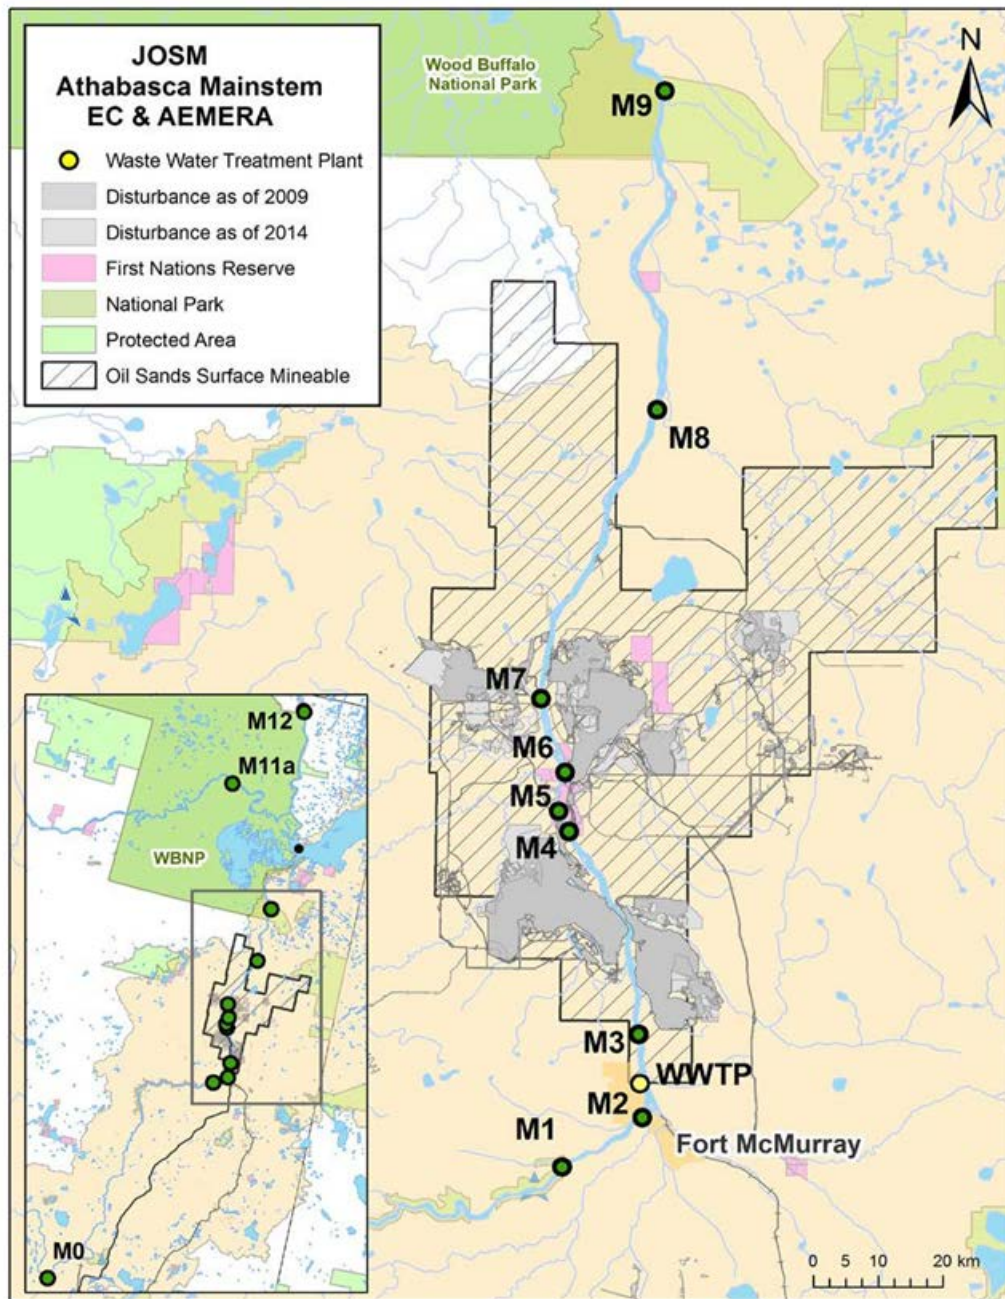 JOSM
Athabasca Mainstem
EC & AEMERA
Waste Water Treatment Plant
Disturbance as of 2009
Disturbance as of 2014
First Nations Reserve
National Park
Protected Area
Oil Sands Surface Mineable
Wood Buffalo
National Park
N
M9
M8
M7
M6
M5
M4
M3
WWTP
M2
M1
Fort McMurray
M12
M11a
WBNP
M0
0 5 10 20 km